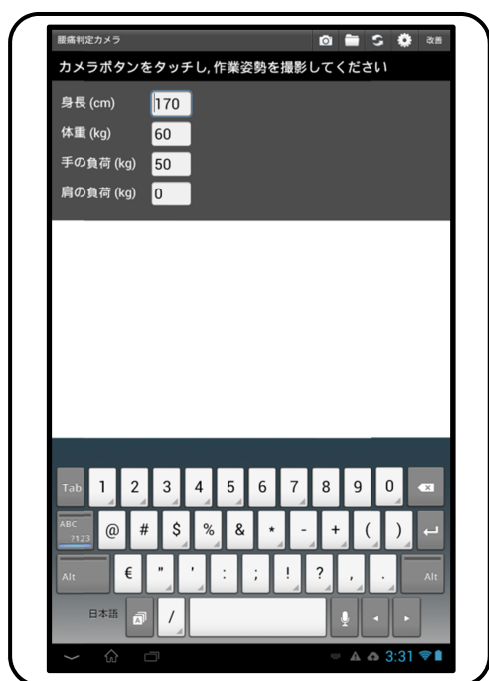 腰痛判定カメラ 改善
カメラボタンをタッチし,作業姿勢を撮影してください
身長 (cm) 170
体重 (kg) 60
手の負荷 (kg) 50
肩の負荷 (kg) 0
Tab 1 2 3 4 5 6 7 8 9 0
ABC ?123 @ # $ % & * - + ( )
Alt € " ' : ; ! ? , . Alt
日本語 A /
3:31